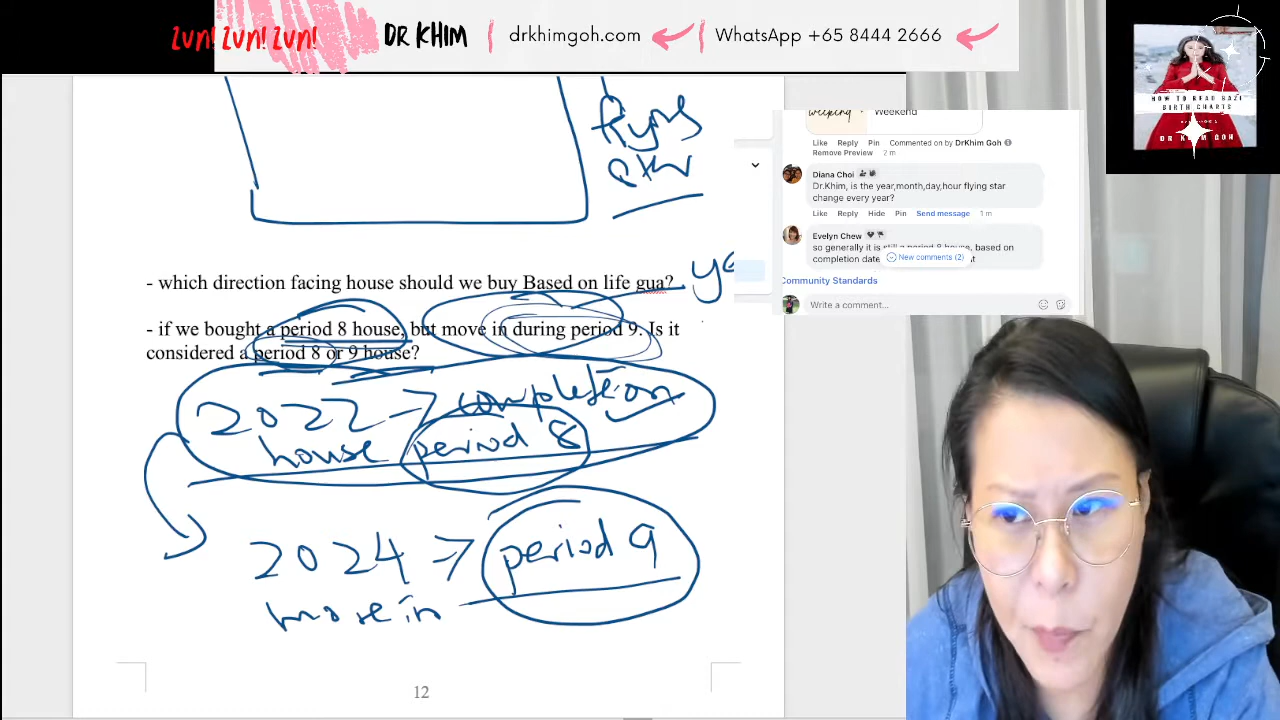 ZUN! ZUN! ZUN! DR KHIM | drkhimgoh.com | WhatsApp +65 8444 2666
HOW TO READ BAZI
BIRTH CHARTS
DR KHIM GOH
Flying
star
weeking Weekend
Like Reply Pin Commented on by DrKhim Goh
Remove Preview 2 m
Diana Choi
Dr.Khim, is the year,month,day,hour flying star
change every year?
Like Reply Hide Pin Send message 1 m
Evelyn Chew
so generally it is still a period 8 house, based on
completion date
New comments (2)
Community Standards
Write a comment...
- which direction facing house should we buy Based on life gua?
- if we bought a period 8 house, but move in during period 9. Is it
considered a period 8 or 9 house?
2022 → completion
house period 8
2024 → period 9
move in
12